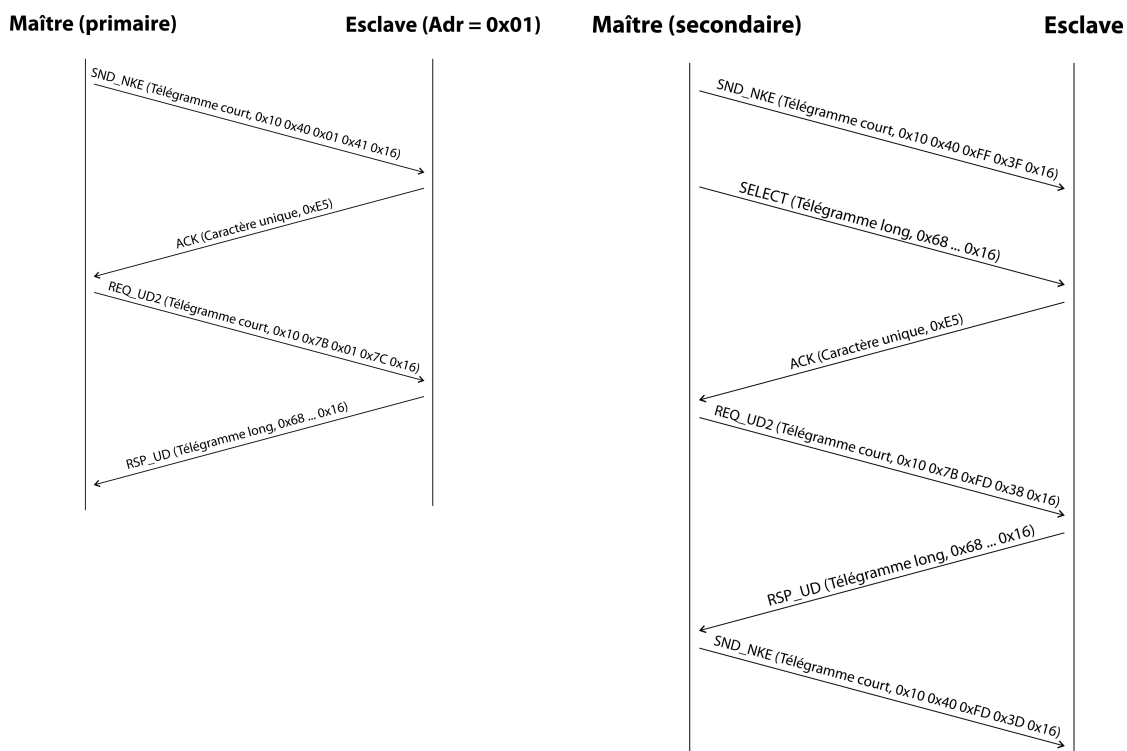 Maître (primaire)
Esclave (Adr = 0x01)
SND_NKE (Télégramme court, 0x10 0x40 0x01 0x41 0x16)
ACK (Caractère unique, 0xE5)
REQ_UD2 (Télégramme court, 0x10 0x7B 0x01 0x7C 0x16)
RSP_UD (Télégramme long, 0x68 ... 0x16)
Maître (secondaire)
Esclave
SND_NKE (Télégramme court, 0x10 0x40 0xFF 0x3F 0x16)
SELECT (Télégramme long, 0x68 ... 0x16)
ACK (Caractère unique, 0xE5)
REQ_UD2 (Télégramme court, 0x10 0x7B 0xFD 0x38 0x16)
RSP_UD (Télégramme long, 0x68 ... 0x16)
SND_NKE (Télégramme court, 0x10 0x40 0xFD 0x3D 0x16)